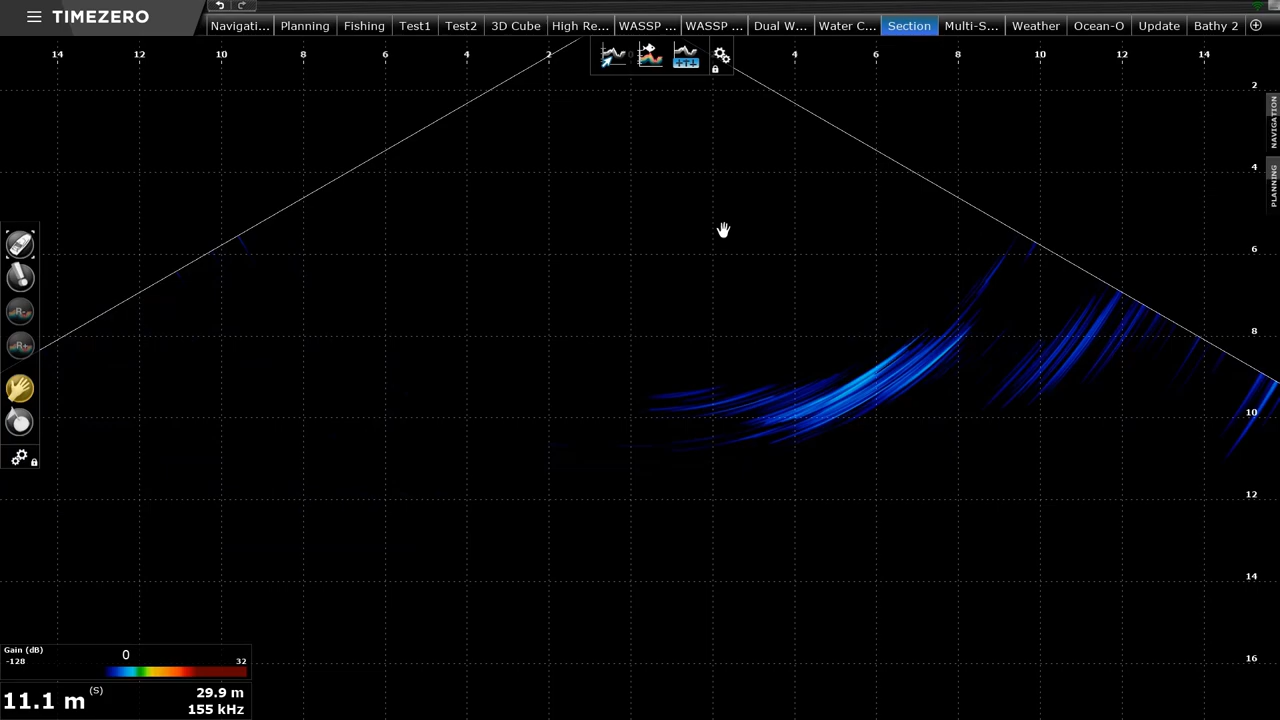 TIMEZERO
Navigati... Planning Fishing Test1 Test2 3D Cube High Re... WASSP ... WASSP ... Dual W... Water C... Section Multi-S... Weather Ocean-O Update Bathy 2
14 12 10 8 6 4 2 4 6 8 10 12 14
2
NAVIGATION
4
PLANNING
6
8
R-
R+
10
12
14
16
Gain (dB)
0
-128 32
11.1 m (S) 29.9 m
155 kHz